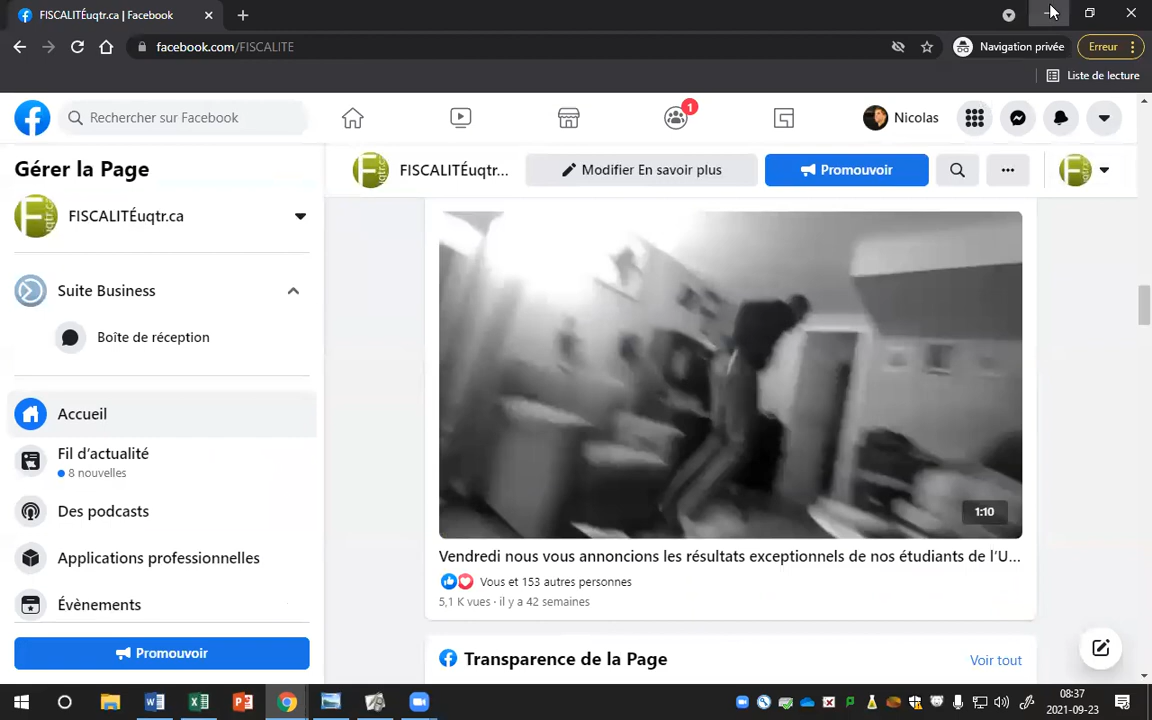 FISCALITÉuqtr.ca | Facebook
facebook.com/FISCALITE
Navigation privée
Erreur
Liste de lecture
Rechercher sur Facebook
1
Nicolas
Gérer la Page
FISCALITÉuqtr...
Modifier En savoir plus
Promouvoir
FISCALITÉuqtr.ca
Suite Business
Boîte de réception
Accueil
Fil d'actualité
8 nouvelles
Des podcasts
Applications professionnelles
Évènements
Promouvoir
1:10
Vendredi nous vous annoncions les résultats exceptionnels de nos étudiants de l'U...
Vous et 153 autres personnes
5,1 K vues · il y a 42 semaines
Transparence de la Page
Voir tout
08:37
2021-09-23